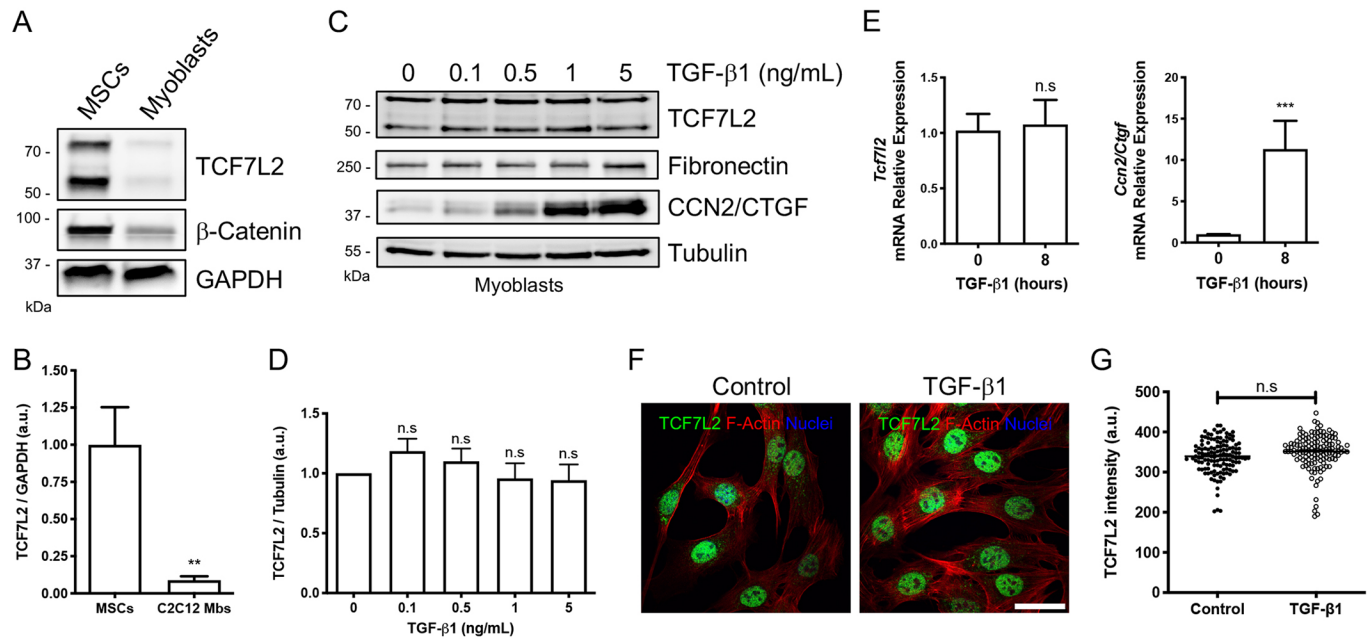 A
MSCs
Myoblasts
70 -
50 -
TCF7L2
100 -
β-Catenin
37 -
GAPDH
kDa
B
TCF7L2 / GAPDH (a.u.)
1.25
1.00
0.75
0.50
0.25
0.00
**
MSCs
C2C12 Mbs
C
0 0.1 0.5 1 5 TGF-β1 (ng/mL)
70 -
50 -
TCF7L2
250 -
Fibronectin
37 -
CCN2/CTGF
55 -
Tubulin
kDa
Myoblasts
D
TCF7L2 / Tubulin (a.u.)
1.5
1.0
0.5
0.0
n.s
n.s
n.s
n.s
0 0.1 0.5 1 5
TGF-β1 (ng/mL)
E
Tcf7l2
mRNA Relative Expression
1.5
1.0
0.5
0.0
n.s
0 8
TGF-β1 (hours)
Ccn2/Ctgf
mRNA Relative Expression
20
15
10
5
0
***
0 8
TGF-β1 (hours)
F
Control
TCF7L2 F-Actin Nuclei
TGF-β1
TCF7L2 F-Actin Nuclei
G
TCF7L2 intensity (a.u.)
500
400
300
200
100
0
n.s
Control
TGF-β1